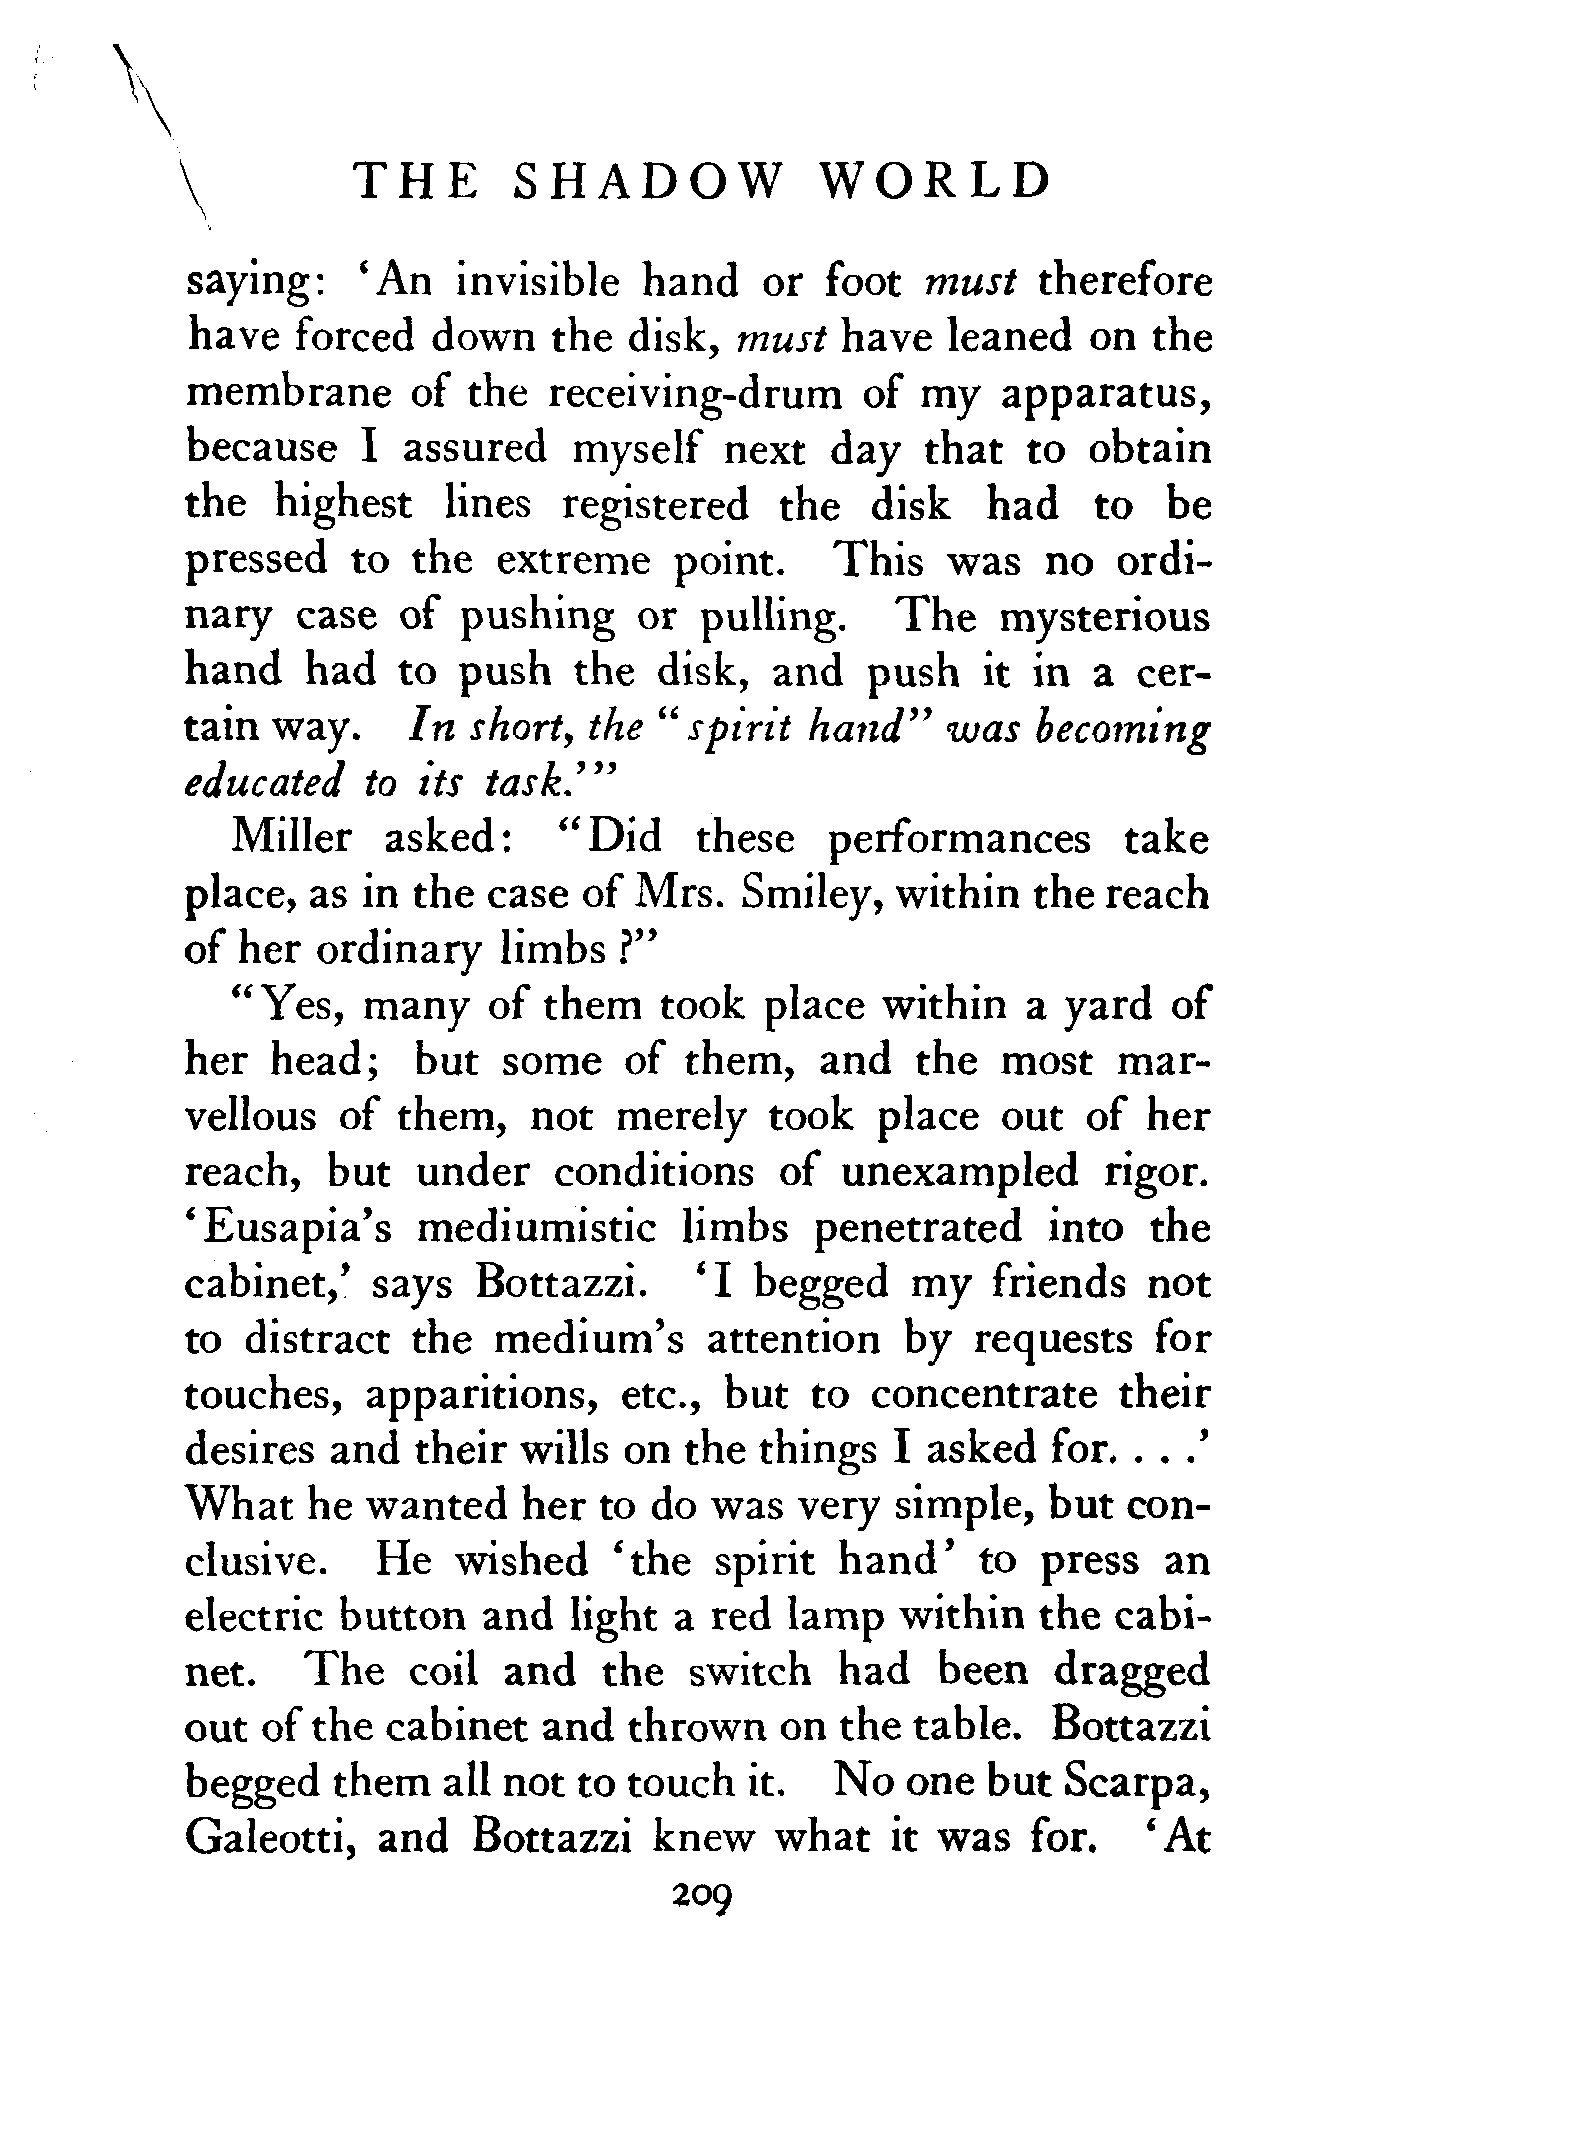 THE SHADOW WORLD
saying: ‘An invisible hand or foot must therefore
have forced down the disk, must have leaned on the
membrane of the receiving-drum of my apparatus,
because I assured myself next day that to obtain
the highest lines registered the disk had to be
pressed to the extreme point. This was no ordi-
nary case of pushing or pulling. The mysterious
hand had to push the disk, and push it in a cer-
tain way. In short, the “spirit hand” was becoming
educated to its task.’”
Miller asked: “Did these performances take
place, as in the case of Mrs. Smiley, within the reach
of her ordinary limbs?”
“Yes, many of them took place within a yard of
her head; but some of them, and the most mar-
vellous of them, not merely took place out of her
reach, but under conditions of unexampled rigor.
‘Eusapia’s mediumistic limbs penetrated into the
cabinet,’ says Bottazzi. ‘I begged my friends not
to distract the medium’s attention by requests for
touches, apparitions, etc., but to concentrate their
desires and their wills on the things I asked for. . . .’
What he wanted her to do was very simple, but con-
clusive. He wished ‘the spirit hand’ to press an
electric button and light a red lamp within the cabi-
net. The coil and the switch had been dragged
out of the cabinet and thrown on the table. Bottazzi
begged them all not to touch it. No one but Scarpa,
Galeotti, and Bottazzi knew what it was for. ‘At
209